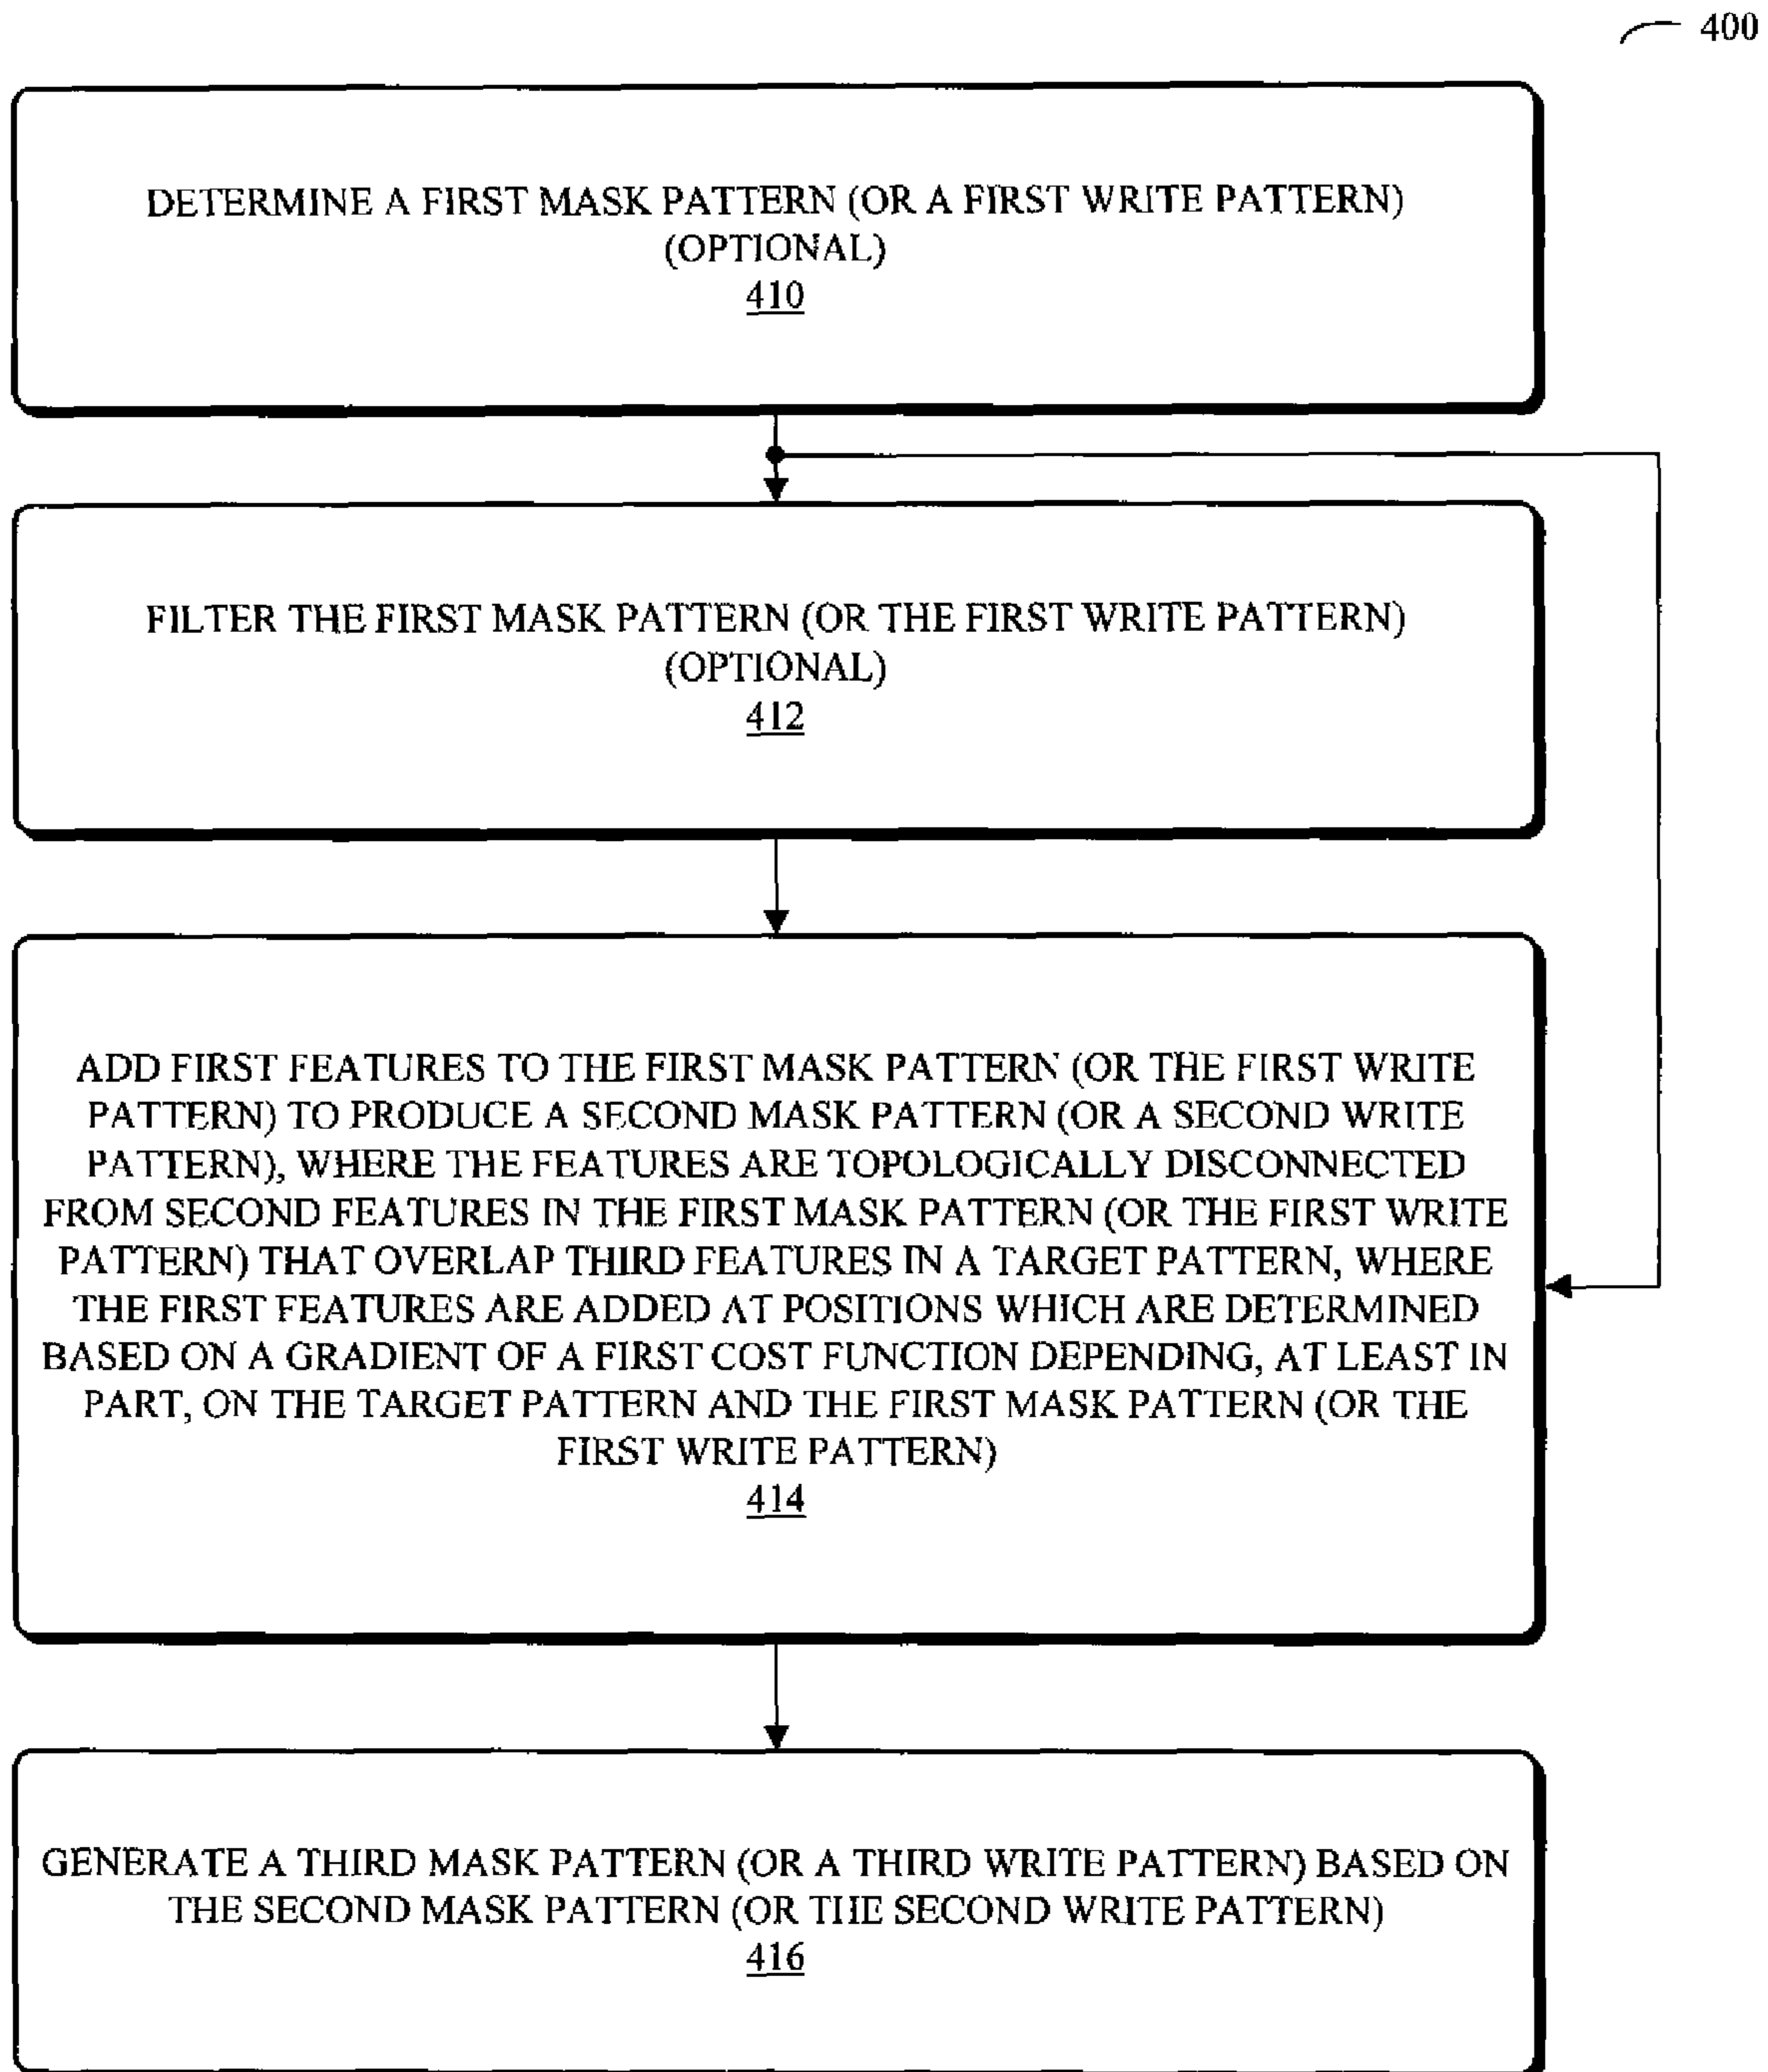 400
DETERMINE A FIRST MASK PATTERN (OR A FIRST WRITE PATTERN)
(OPTIONAL)
410
FILTER THE FIRST MASK PATTERN (OR THE FIRST WRITE PATTERN)
(OPTIONAL)
412
ADD FIRST FEATURES TO THE FIRST MASK PATTERN (OR THE FIRST WRITE
PATTERN) TO PRODUCE A SECOND MASK PATTERN (OR A SECOND WRITE
PATTERN), WHERE THE FEATURES ARE TOPOLOGICALLY DISCONNECTED
FROM SECOND FEATURES IN THE FIRST MASK PATTERN (OR THE FIRST WRITE
PATTERN) THAT OVERLAP THIRD FEATURES IN A TARGET PATTERN, WHERE
THE FIRST FEATURES ARE ADDED AT POSITIONS WHICH ARE DETERMINED
BASED ON A GRADIENT OF A FIRST COST FUNCTION DEPENDING, AT LEAST IN
PART, ON THE TARGET PATTERN AND THE FIRST MASK PATTERN (OR THE
FIRST WRITE PATTERN)
414
GENERATE A THIRD MASK PATTERN (OR A THIRD WRITE PATTERN) BASED ON
THE SECOND MASK PATTERN (OR THE SECOND WRITE PATTERN)
416